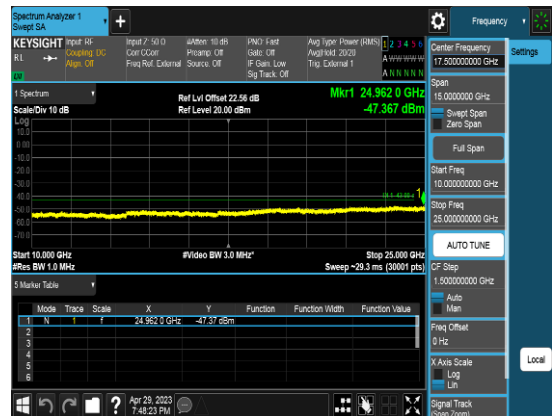 Spectrum Analyzer 1
Swept SA
+
Frequency
KEYSIGHT
Input: RF
Coupling: DC
Align: Off
Input Z: 50 Ω
Corr CCorr
Freq Ref: External
#Atten: 10 dB
Preamp: Off
Source: Off
PNO: Fast
Gate: Off
IF Gain: Low
Sig Track: Off
Avg Type: Power (RMS)
Avg|Hold: 20/20
Trig: External 1
1 2 3 4 5 6
A W W W W W
A N N N N N
RL
LW
1 Spectrum
Scale/Div 10 dB
Ref Lvl Offset 22.56 dB
Ref Level 20.00 dBm
Mkr1 24.962 0 GHz
-47.367 dBm
Log
10.0
0.00
-10.0
-20.0
-30.0
-40.0
-50.0
-60.0
-70.0
1
Start 10.000 GHz
#Res BW 1.0 MHz
#Video BW 3.0 MHz*
Stop 25.000 GHz
Sweep ~29.3 ms (30001 pts)
5 Marker Table
Mode Trace Scale X Y Function Function Width Function Value
1 N 1 f 24.962 0 GHz -47.37 dBm
2
3
4
5
6
Center Frequency
17.500000000 GHz
Settings
Span
15.0000000 GHz
Swept Span
Zero Span
Full Span
Start Freq
10.000000000 GHz
Stop Freq
25.000000000 GHz
AUTO TUNE
CF Step
1.500000000 GHz
Auto
Man
Freq Offset
0 Hz
X Axis Scale
Log
Lin
Local
Signal Track
(Span Zoom)
?
Apr 29, 2023
7:48:23 PM